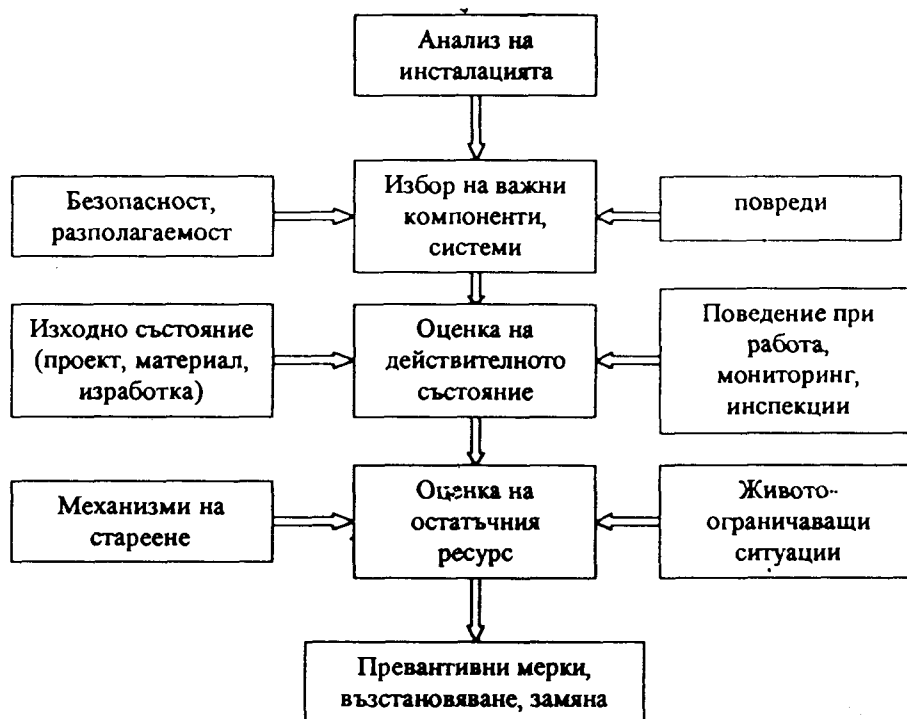 Анализ на
инсталацията
Безопасност,
разполагаемост
Избор на важни
компоненти,
системи
повреди
Изходно състояние
(проект, материал,
изработка)
Оценка на
действителното
състояние
Поведение при
работа,
мониторинг,
инспекции
Механизми на
стареене
Оценка на
остатъчния
ресурс
Живото-
ограничаващи
ситуации
Превантивни мерки,
възстановяване, замяна